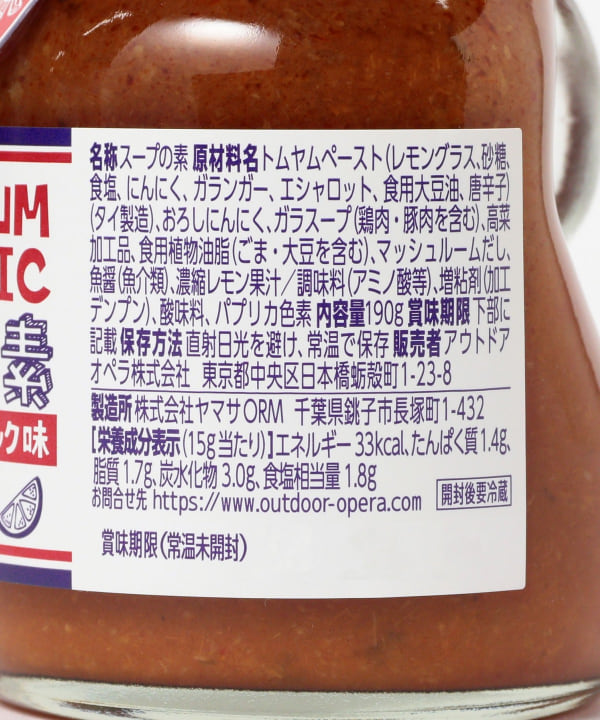 名称スープの素 原材料名トムヤムペースト(レモングラス、砂糖、
食塩、にんにく、ガランガー、エシャロット、食用大豆油、唐辛子)
(タイ製造)、おろしにんにく、ガラスープ(鶏肉・豚肉を含む)、高菜
加工品、食用植物油脂(ごま・大豆を含む)、マッシュルームだし、
魚醤(魚介類)、濃縮レモン果汁／調味料(アミノ酸等)、増粘剤(加工
デンプン)、酸味料、パプリカ色素 内容量190g 賞味期限 下部に
記載 保存方法 直射日光を避け、常温で保存 販売者 アウトドア
オペラ株式会社 東京都中央区日本橋蛎殻町1-23-8
製造所 株式会社ヤマサORM 千葉県銚子市長塚町1-432
【栄養成分表示(15g当たり)】エネルギー33kcal、たんぱく質1.4g、
脂質1.7g、炭水化物 3.0g、食塩相当量 1.8g
お問合せ先 https://www.outdoor-opera.com 開封後要冷蔵
賞味期限(常温未開封)
UM
IC
素
ック味